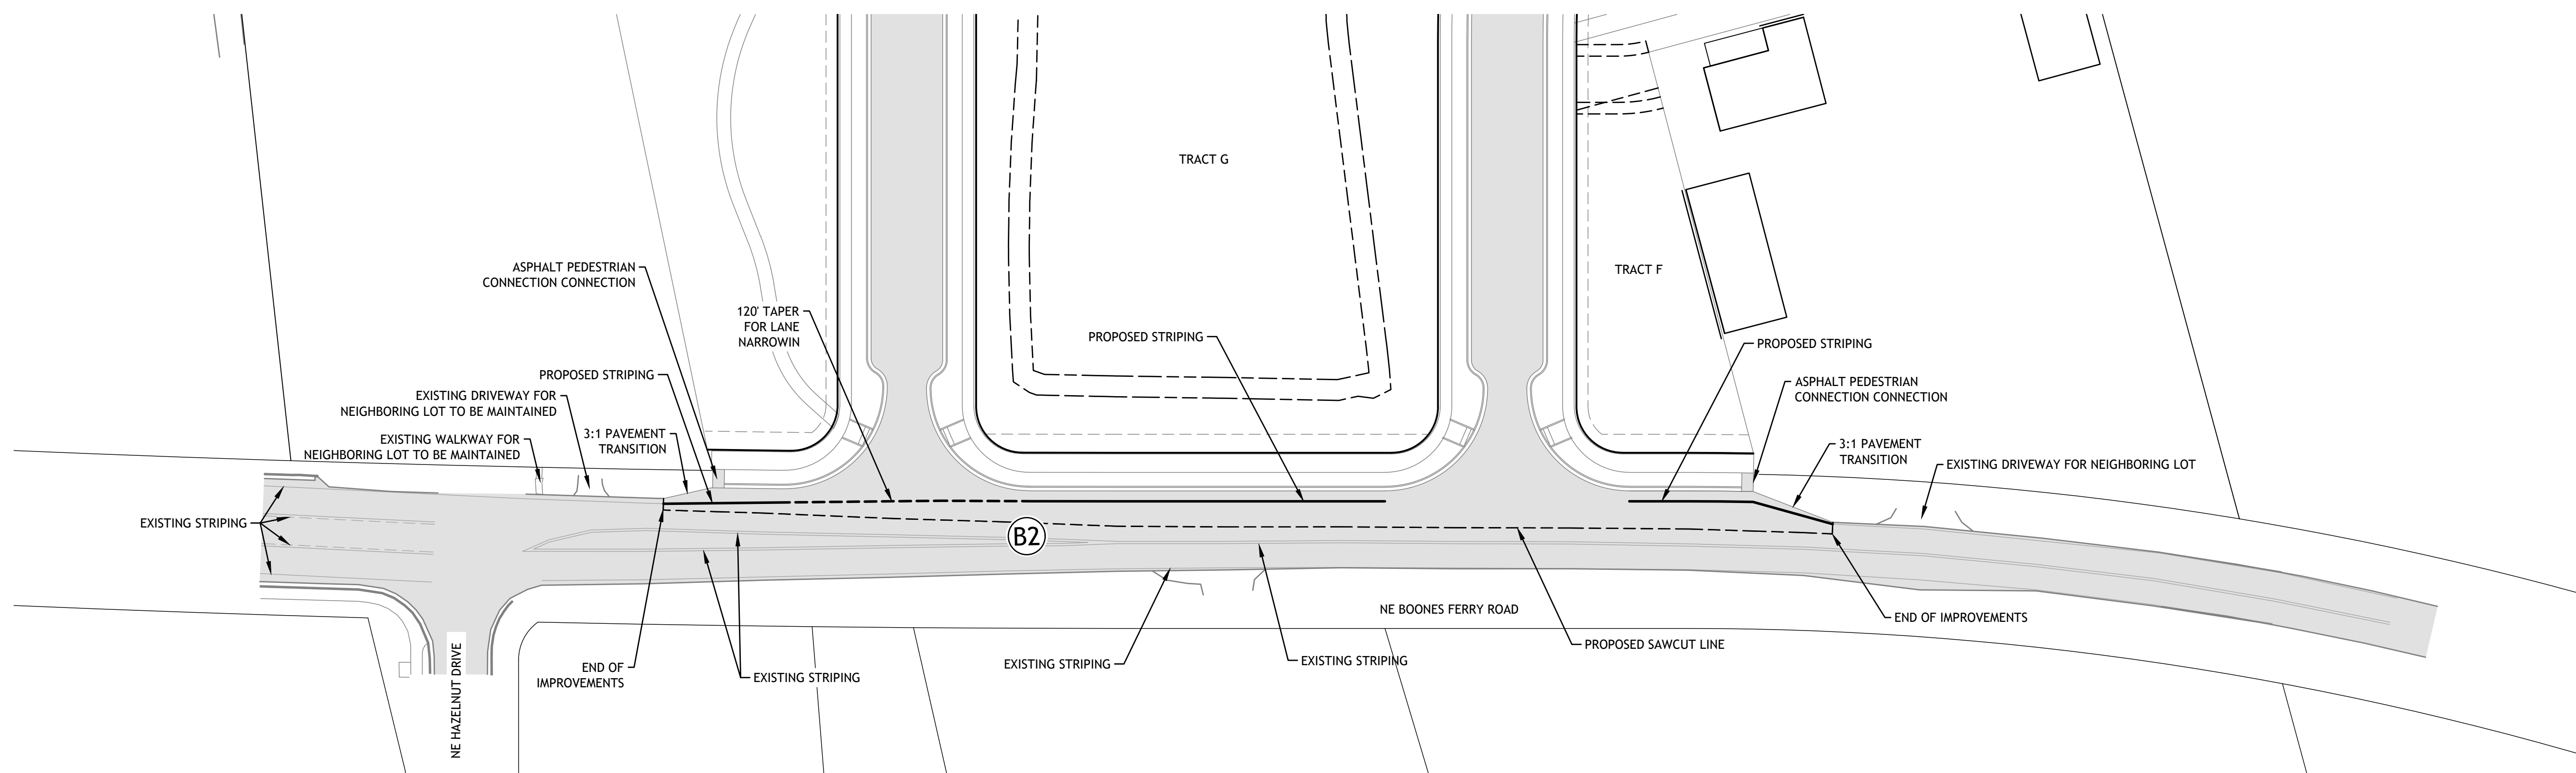 TRACT G
ASPHALT PEDESTRIAN
CONNECTION CONNECTION
TRACT F
120' TAPER
FOR LANE
NARROWIN
PROPOSED STRIPING
PROPOSED STRIPING
PROPOSED STRIPING
ASPHALT PEDESTRIAN
CONNECTION CONNECTION
EXISTING DRIVEWAY FOR
NEIGHBORING LOT TO BE MAINTAINED
3:1 PAVEMENT
TRANSITION
EXISTING WALKWAY FOR
NEIGHBORING LOT TO BE MAINTAINED
3:1 PAVEMENT
TRANSITION
EXISTING DRIVEWAY FOR NEIGHBORING LOT
EXISTING STRIPING
B2
NE BOONES FERRY ROAD
END OF IMPROVEMENTS
PROPOSED SAWCUT LINE
EXISTING STRIPING
EXISTING STRIPING
END OF
IMPROVEMENTS
EXISTING STRIPING
NE HAZELNUT DRIVE